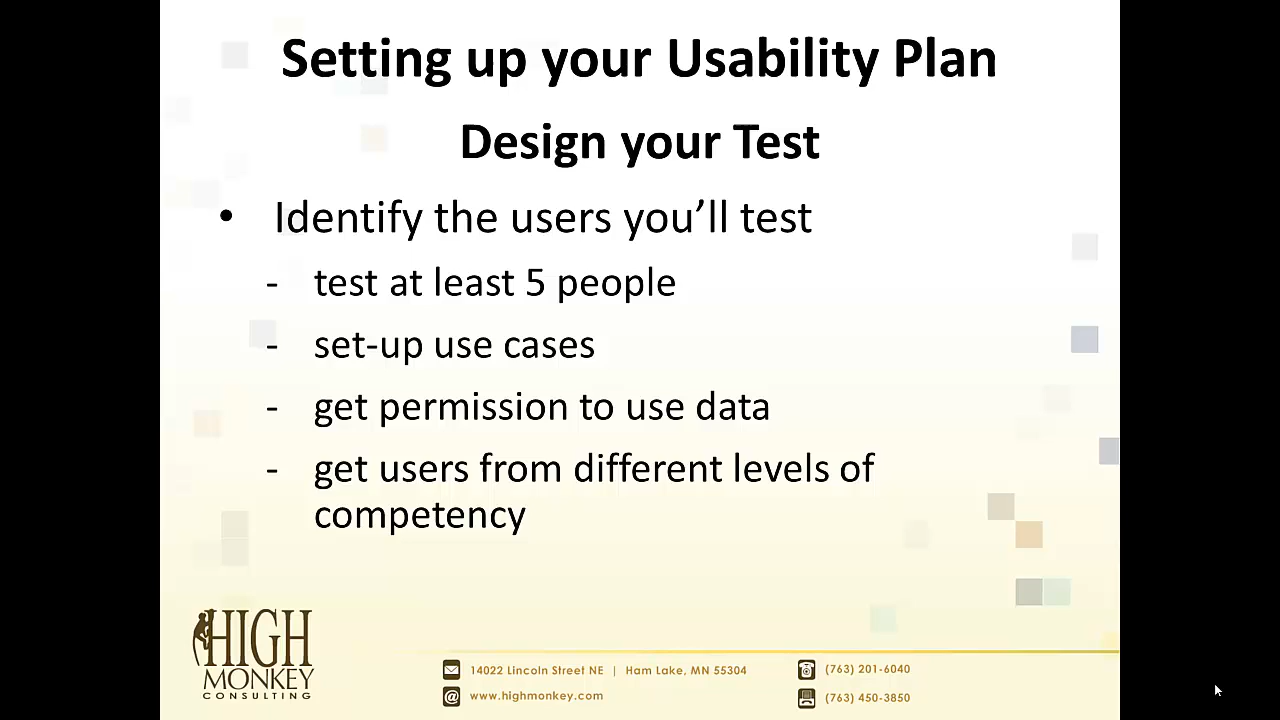 Setting up your Usability Plan
Design your Test
• Identify the users you’ll test
- test at least 5 people
- set-up use cases
- get permission to use data
- get users from different levels of
competency
HIGH
MONKEY
CONSULTING
14022 Lincoln Street NE | Ham Lake, MN 55304
www.highmonkey.com
(763) 201-6040
(763) 450-3850